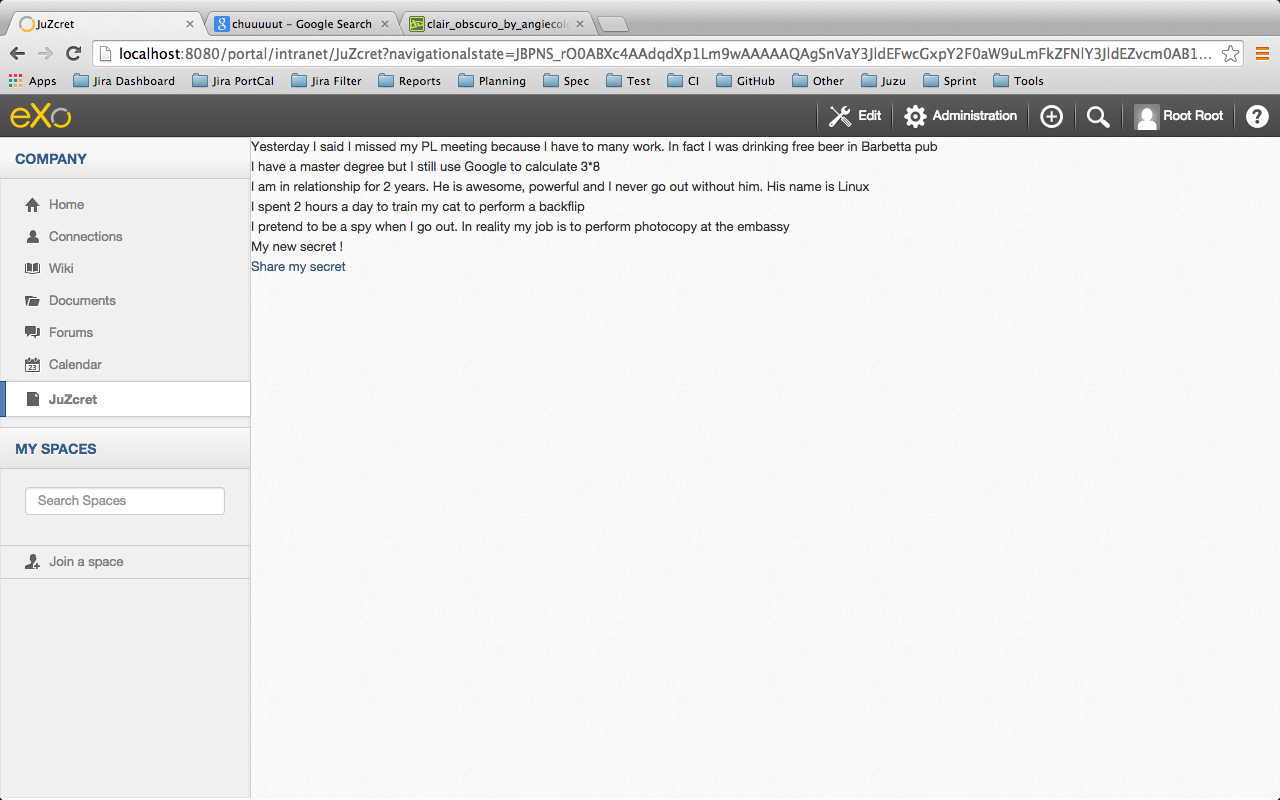 JuZcret
chuuuuut – Google Search
clair_obscuro_by_angiecol
localhost:8080/portal/intranet/JuZcret?navigationalstate=JBPNS_rO0ABXc4AAdqdXp1Lm9wAAAAAQAgSnVaY3JldEFwcGxpY2F0aW9uLmFkZFNlY3JldEZvcm0AB1...
Apps Jira Dashboard Jira PortCal Jira Filter Reports Planning Spec Test CI GitHub Other Juzu Sprint Tools
eXo Edit Administration Root Root ?
COMPANY
Home
Connections
Wiki
Documents
Forums
23 Calendar
JuZcret
MY SPACES
Search Spaces
Join a space
Yesterday I said I missed my PL meeting because I have to many work. In fact I was drinking free beer in Barbetta pub
I have a master degree but I still use Google to calculate 3*8
I am in relationship for 2 years. He is awesome, powerful and I never go out without him. His name is Linux
I spent 2 hours a day to train my cat to perform a backflip
I pretend to be a spy when I go out. In reality my job is to perform photocopy at the embassy
My new secret !
Share my secret